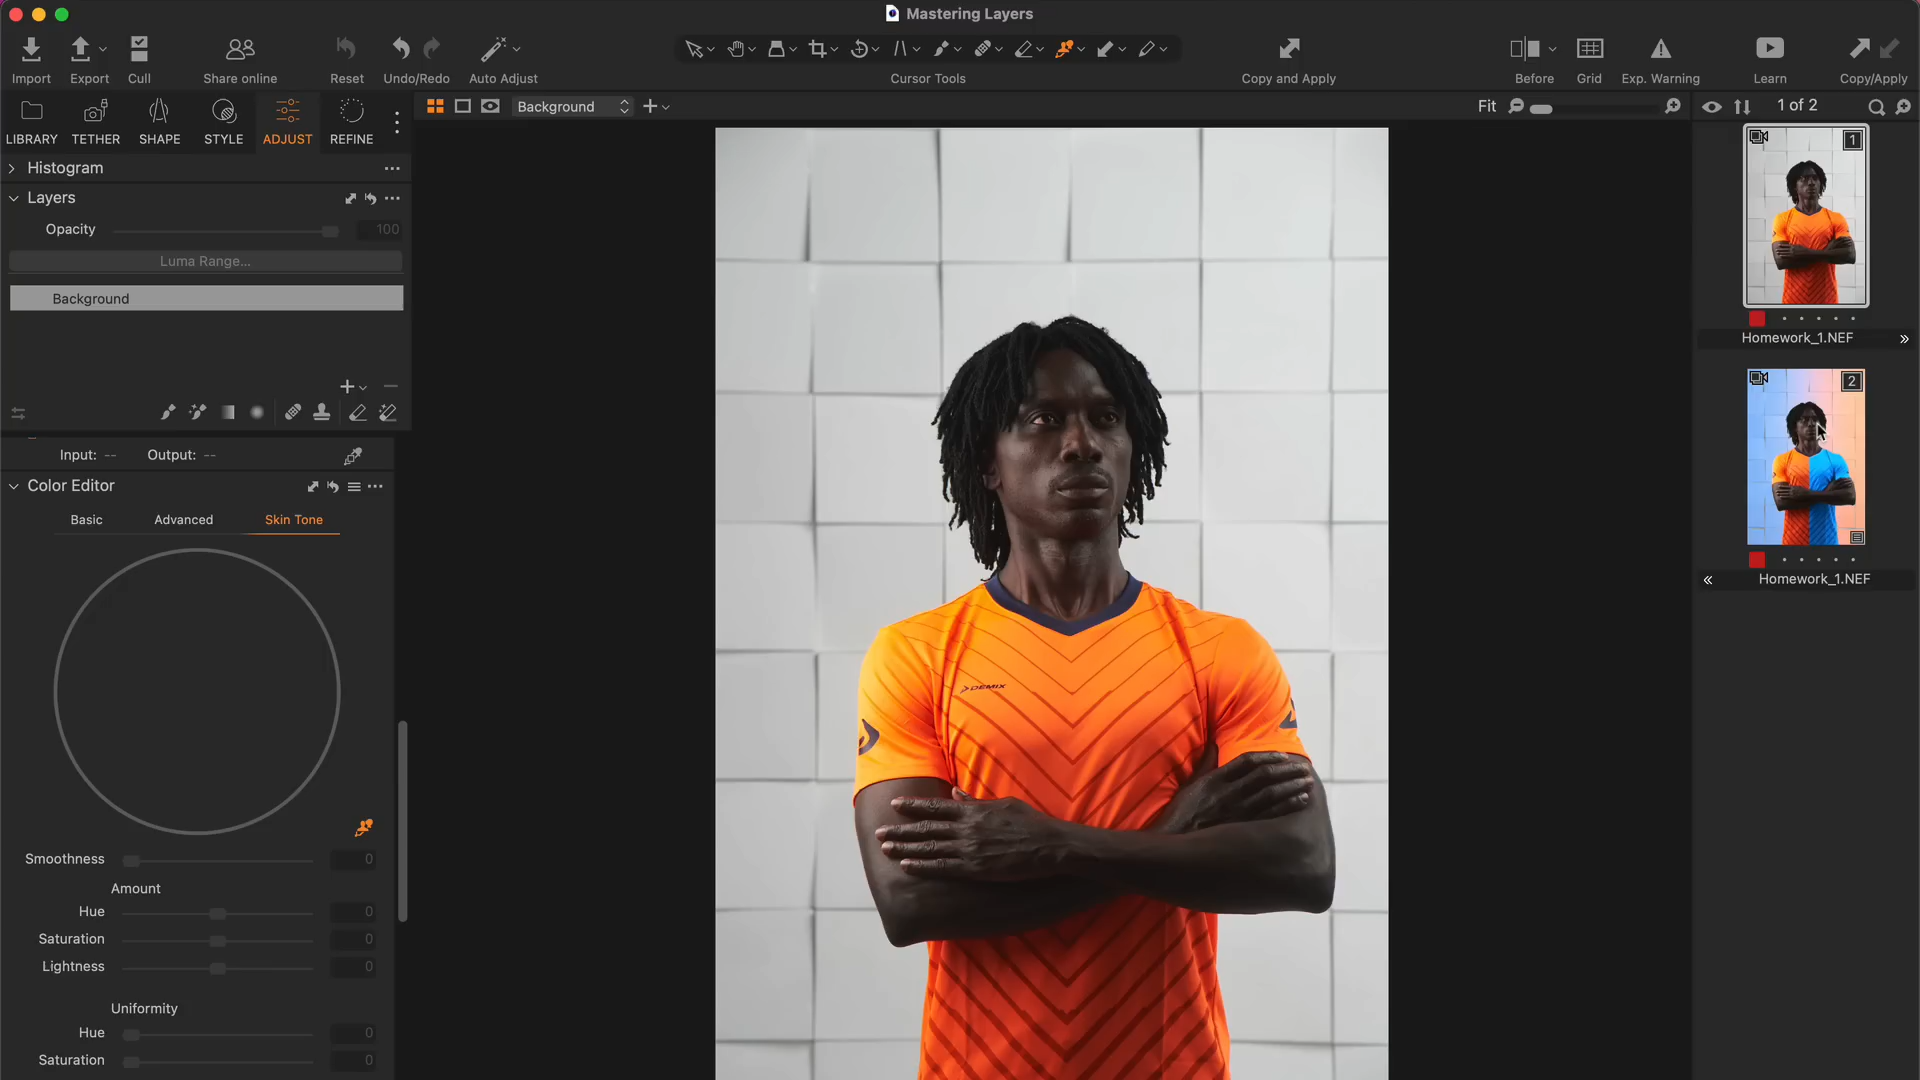 Mastering Layers
Import
Export
Cull
Share online
Reset
Undo/Redo
Auto Adjust
Cursor Tools
Copy and Apply
Before
Grid
Exp. Warning
Learn
Copy/Apply
LIBRARY
TETHER
SHAPE
STYLE
ADJUST
REFINE
Background
Fit
1 of 2
Histogram
Layers
Opacity
100
Luma Range...
Background
Input: --
Output: --
Color Editor
Basic
Advanced
Skin Tone
Smoothness
0
Amount
Hue
0
Saturation
0
Lightness
0
Uniformity
Hue
0
Saturation
0
DEMIX
1
Homework_1.NEF
2
Homework_1.NEF